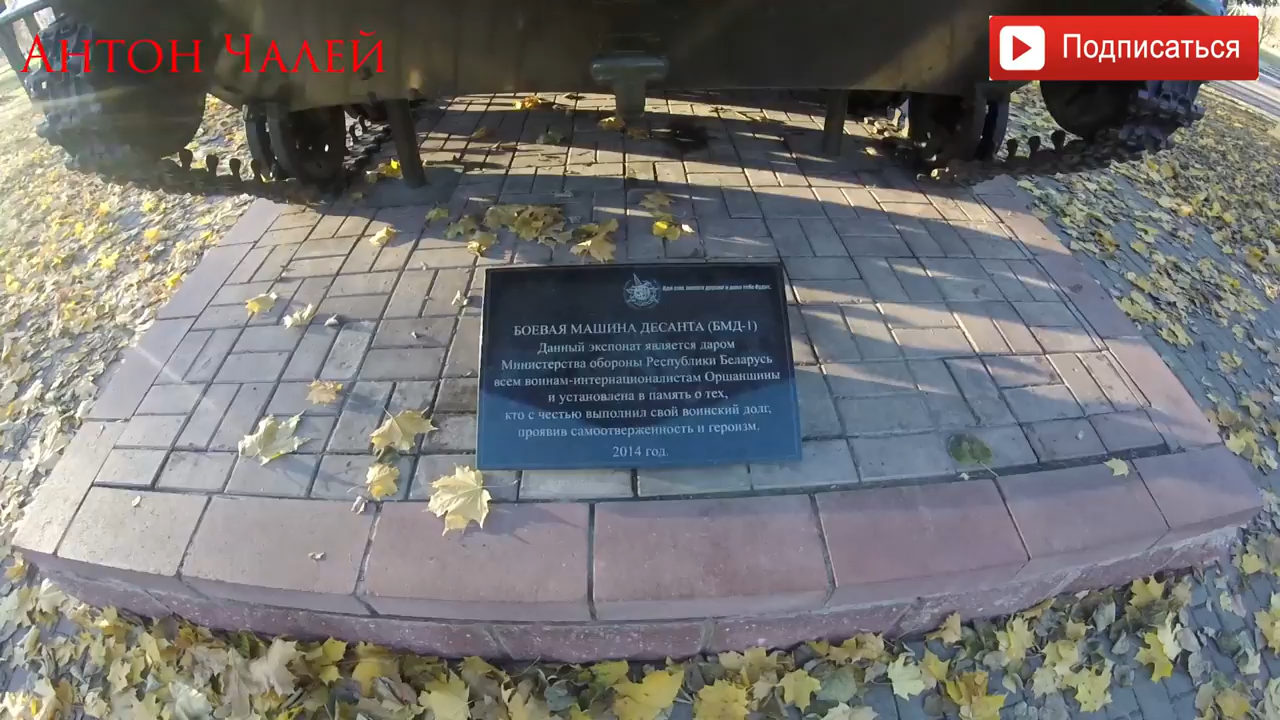 Антон Чалей
Подписаться
БОЕВАЯ МАШИНА ДЕСАНТА (БМД-1)
Данный экспонат является даром
Министерства обороны Республики Беларусь
всем воинам-интернационалистам Оршанщины
и установлена в память о тех,
кто с честью выполнил свой воинский долг,
проявив самоотверженность и героизм.
2014 год.